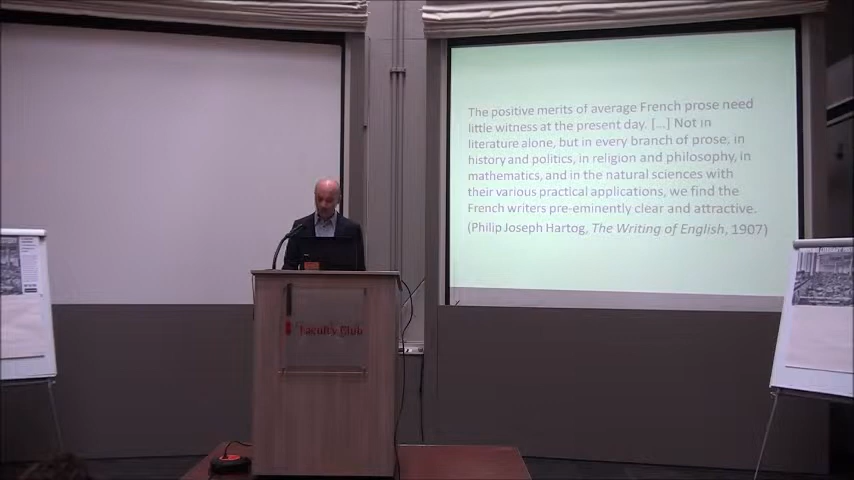 The positive merits of average French prose need
little witness at the present day. [...] Not in
literature alone, but in every branch of prose, in
history and politics, in religion and philosophy, in
mathematics, and in the natural sciences with
their various practical applications, we find the
French writers pre-eminently clear and attractive.
(Philip Joseph Hartog, The Writing of English, 1907)
Faculty Club